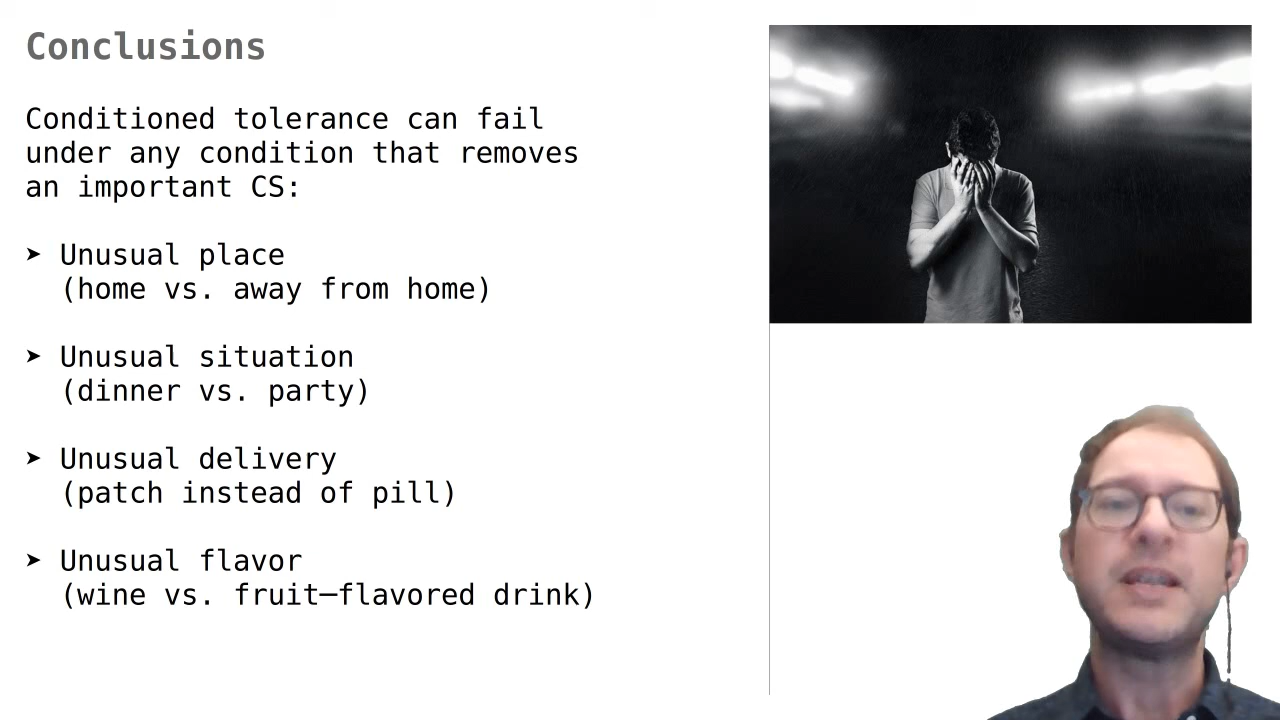 Conclusions
Conditioned tolerance can fail
under any condition that removes
an important CS:
➤ Unusual place
(home vs. away from home)
➤ Unusual situation
(dinner vs. party)
➤ Unusual delivery
(patch instead of pill)
➤ Unusual flavor
(wine vs. fruit–flavored drink)